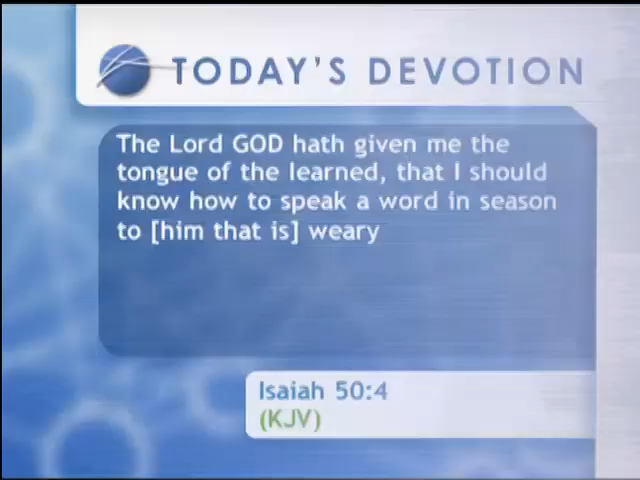 TODAY'S DEVOTION
The Lord GOD hath given me the
tongue of the learned, that I should
know how to speak a word in season
to [him that is] weary
Isaiah 50:4
(KJV)